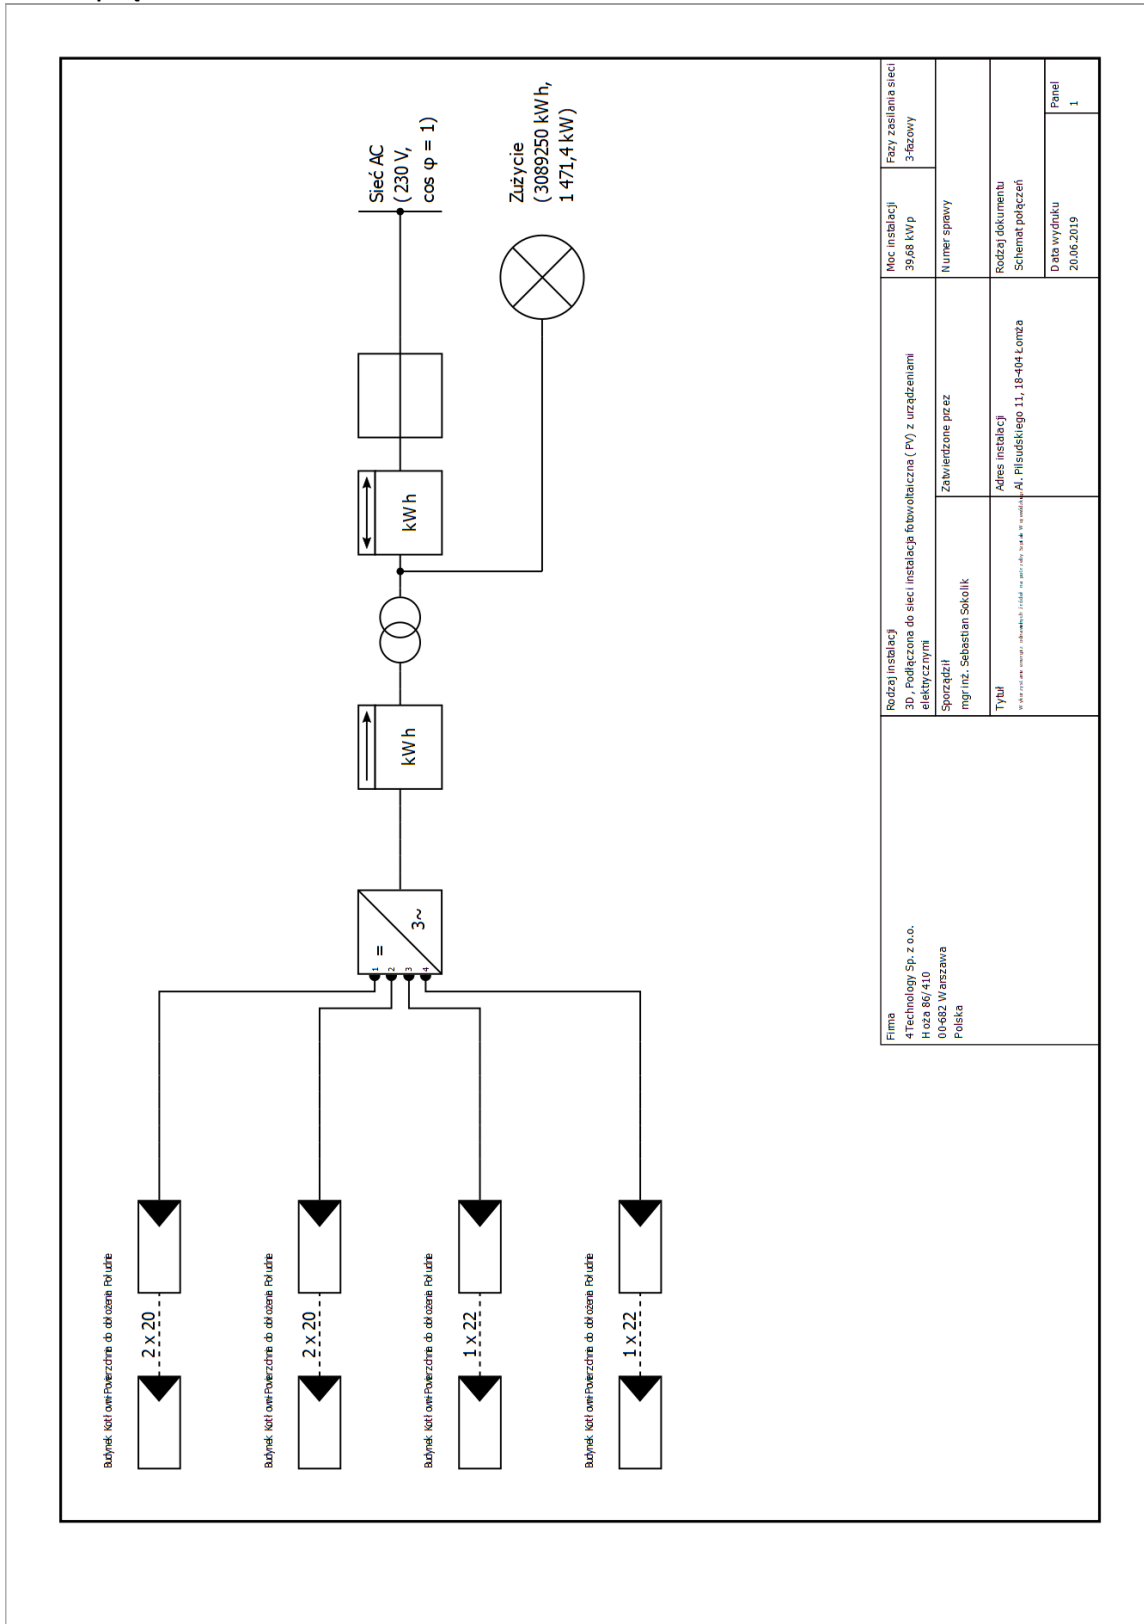 Sieć AC
(230 V,
cos φ = 1)
Zużycie
(3089250 kWh,
1 471,4 kW)
kWh
kWh
=
3~
1
2
3
4
Budynek Kotłowni-Powierzchnia do obłożenia Południe
2 x 20
Budynek Kotłowni-Powierzchnia do obłożenia Południe
2 x 20
Budynek Kotłowni-Powierzchnia do obłożenia Południe
1 x 22
Budynek Kotłowni-Powierzchnia do obłożenia Południe
1 x 22
Firma
4Technology Sp. z o.o.
Hoża 86/410
00-682 Warszawa
Polska
Rodzaj instalacji
3D, Podłączona do sieci instalacja fotowoltaiczna (PV) z urządzeniami
elektrycznymi
Moc instalacji
39,68 kWp
Fazy zasilania sieci
3-fazowy
Sporządził
mgr inż. Sebastian Sokolik
Zatwierdzone przez
Numer sprawy
Tytuł
Adres instalacji
Al. Piłsudskiego 11, 18-404 Łomża
Rodzaj dokumentu
Schemat połączeń
Data wydruku
20.06.2019
Panel
1